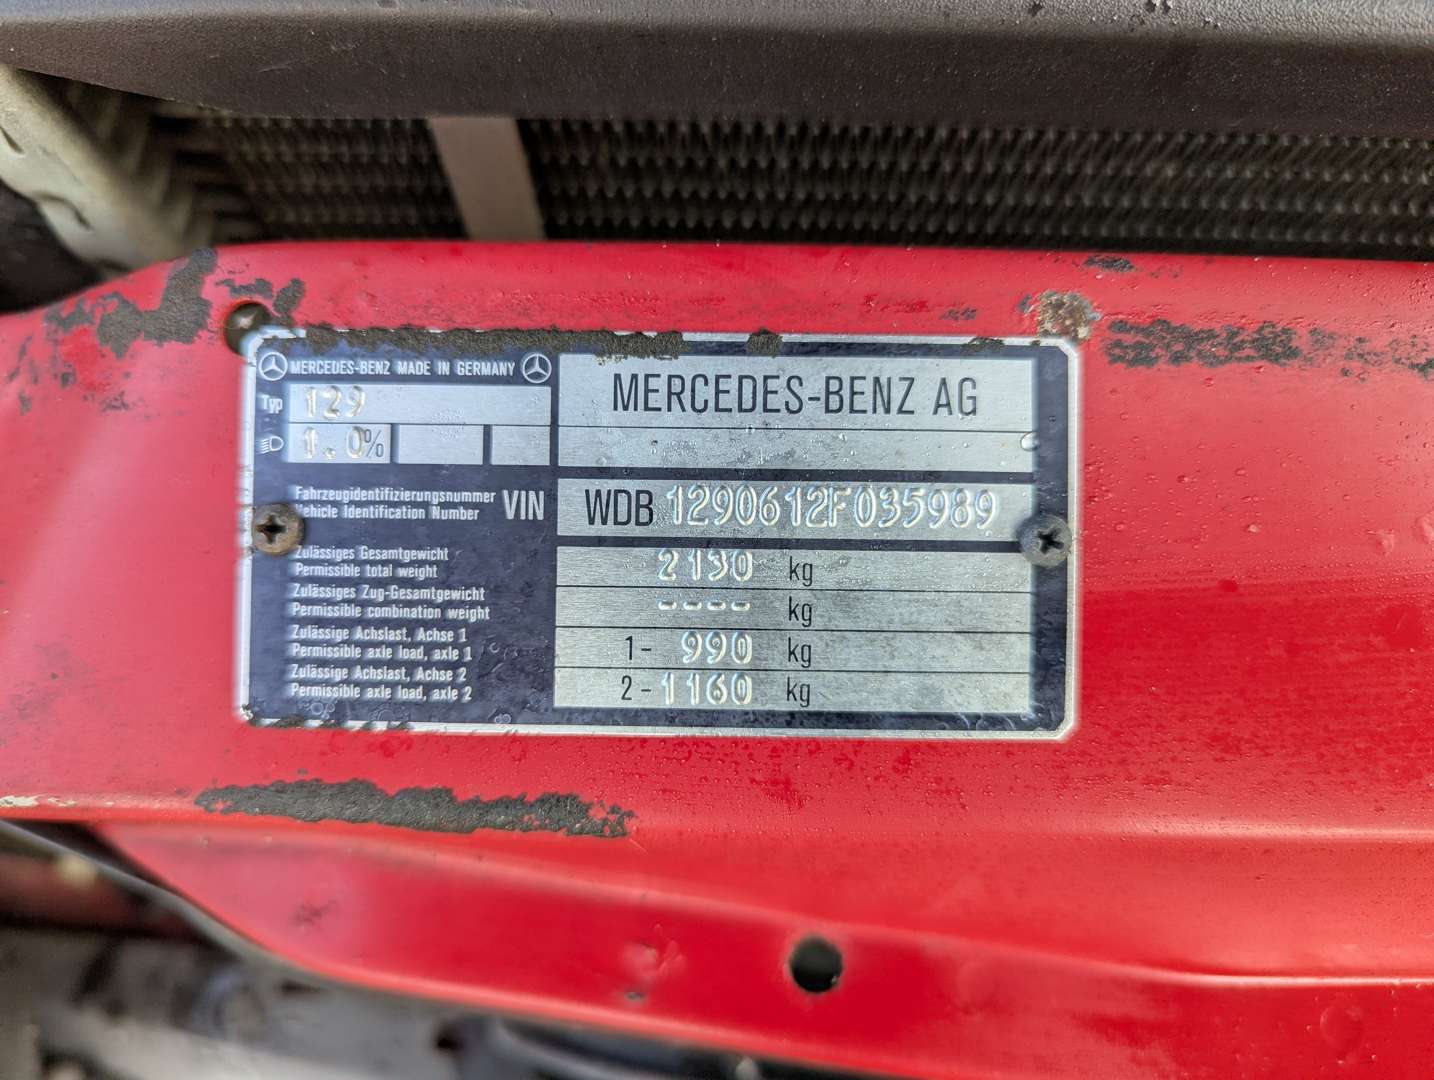 MERCEDES-BENZ MADE IN GERMANY
MERCEDES-BENZ AG
Typ 129
1.0%
Fahrzeugidentifizierungsnummer
Vehicle Identification Number
VIN WDB 1290612F035989
Zulässiges Gesamtgewicht
Permissible total weight
2130 kg
Zulässiges Zug-Gesamtgewicht
Permissible combination weight
---- kg
Zulässige Achslast, Achse 1
Permissible axle load, axle 1
1- 990 kg
Zulässige Achslast, Achse 2
Permissible axle load, axle 2
2- 1160 kg